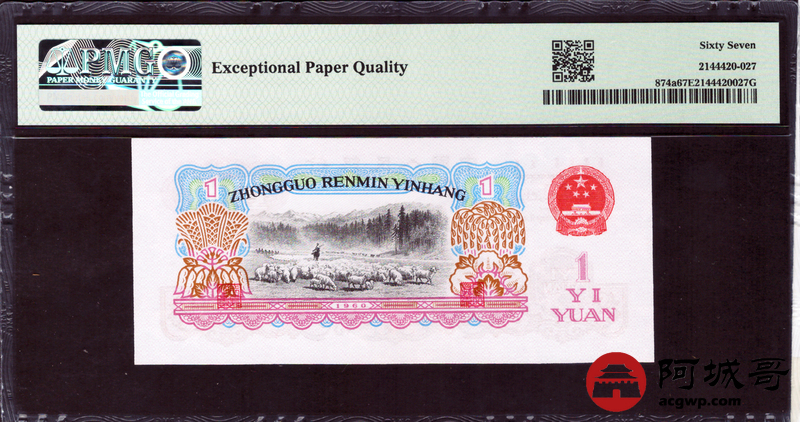 PMG
PAPER MONEY GUARANTY
Exceptional Paper Quality
Sixty Seven
2144420-027
874a67E2144420027G
1
ZHONGGUO RENMIN YINHANG
1
1960
1
YI
YUAN
阿城哥
acgwp.com